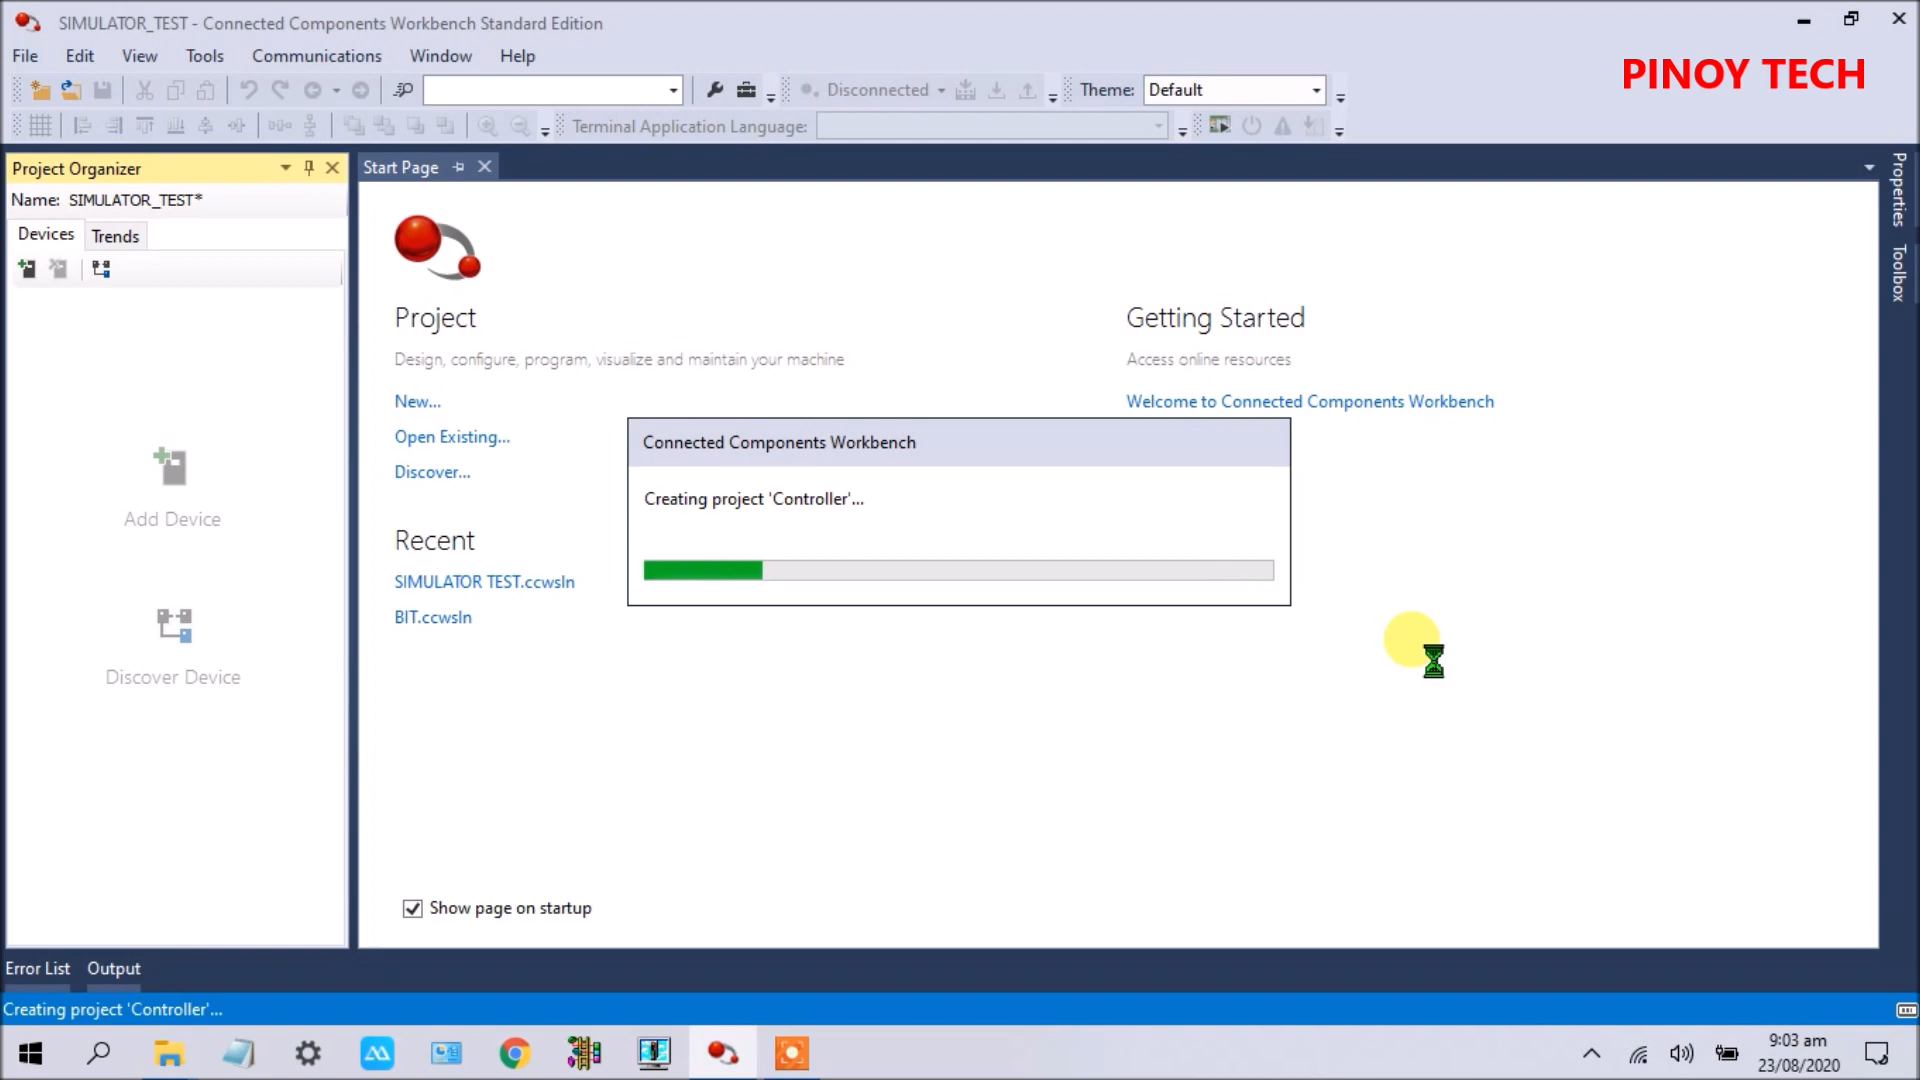 SIMULATOR_TEST - Connected Components Workbench Standard Edition
File Edit View Tools Communications Window Help
PINOY TECH
Disconnected
Theme: Default
Terminal Application Language:
Project Organizer
Name: SIMULATOR_TEST*
Devices Trends
Add Device
Discover Device
Start Page
Project
Design, configure, program, visualize and maintain your machine
New...
Open Existing...
Discover...
Recent
SIMULATOR TEST.ccwsln
BIT.ccwsln
Getting Started
Access online resources
Welcome to Connected Components Workbench
Connected Components Workbench
Creating project 'Controller'...
Show page on startup
Properties
Toolbox
Error List Output
Creating project 'Controller'...
9:03 am
23/08/2020